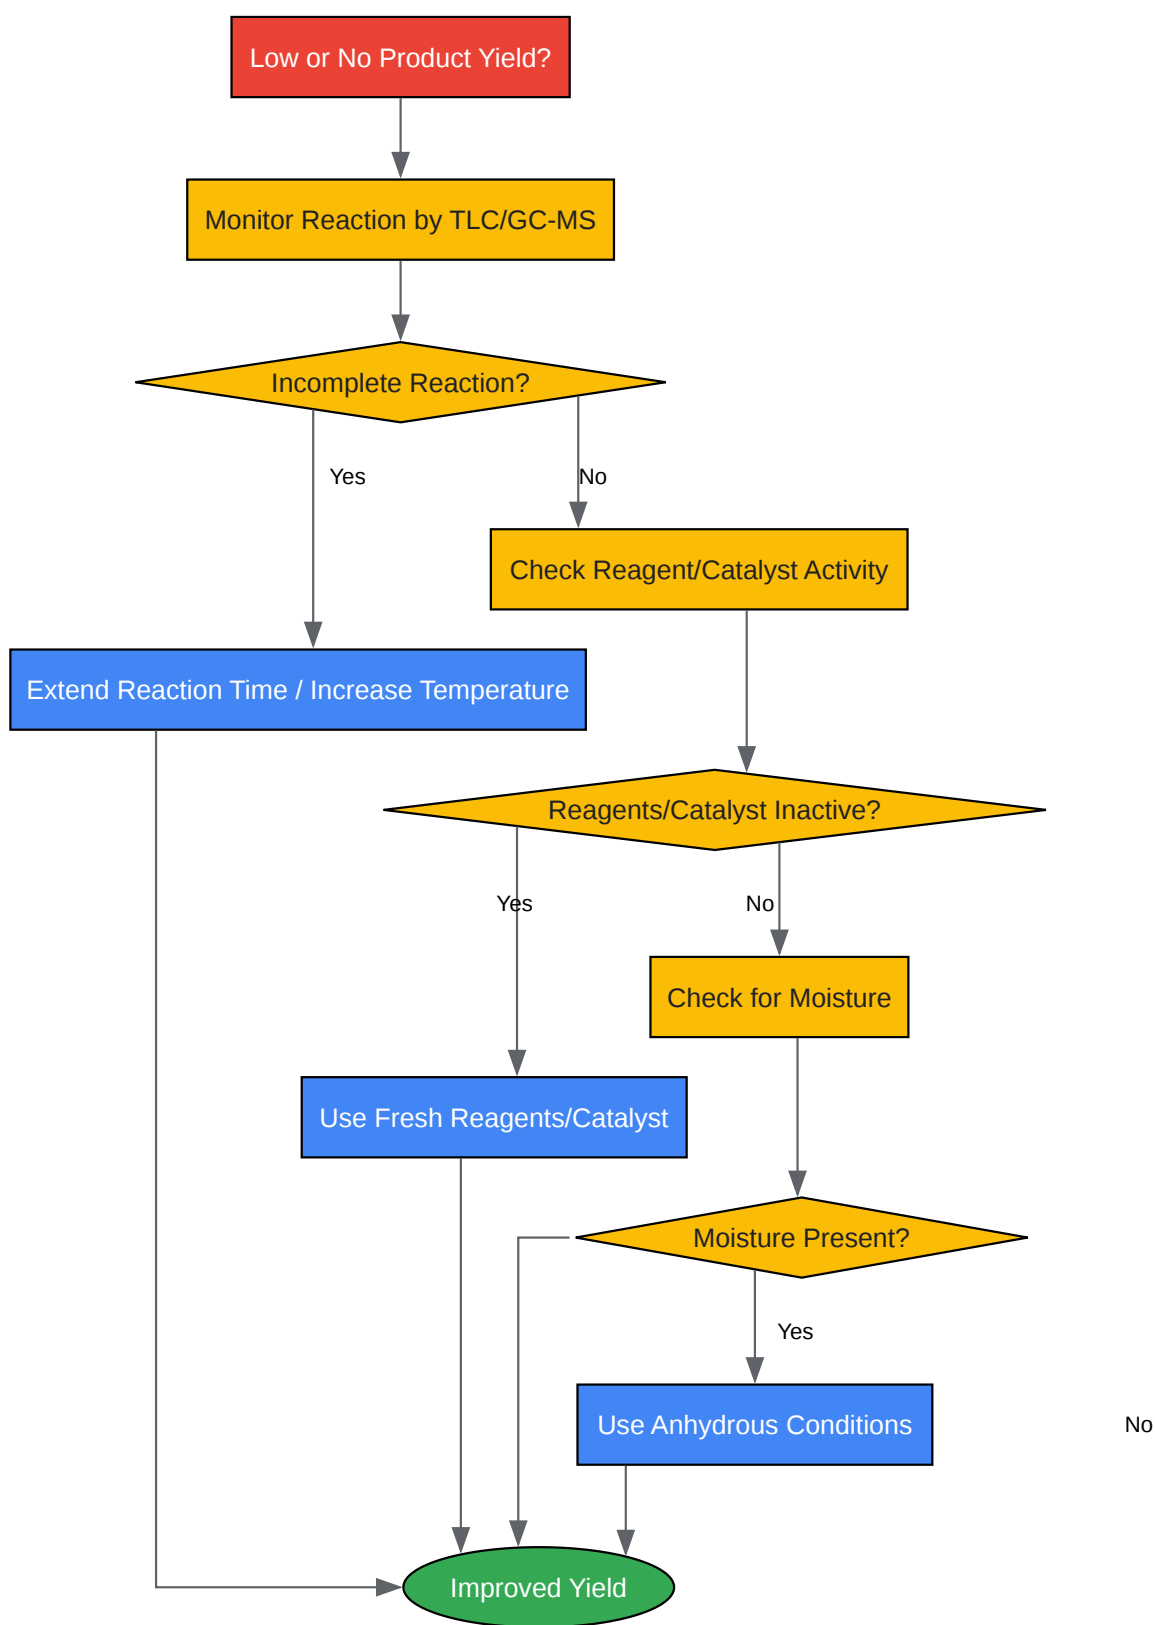 Low or No Product Yield?
Monitor Reaction by TLC/GC-MS
Incomplete Reaction?
Yes
No
Check Reagent/Catalyst Activity
Extend Reaction Time / Increase Temperature
Reagents/Catalyst Inactive?
Yes
No
Check for Moisture
Use Fresh Reagents/Catalyst
Moisture Present?
Yes
Use Anhydrous Conditions
No
Improved Yield